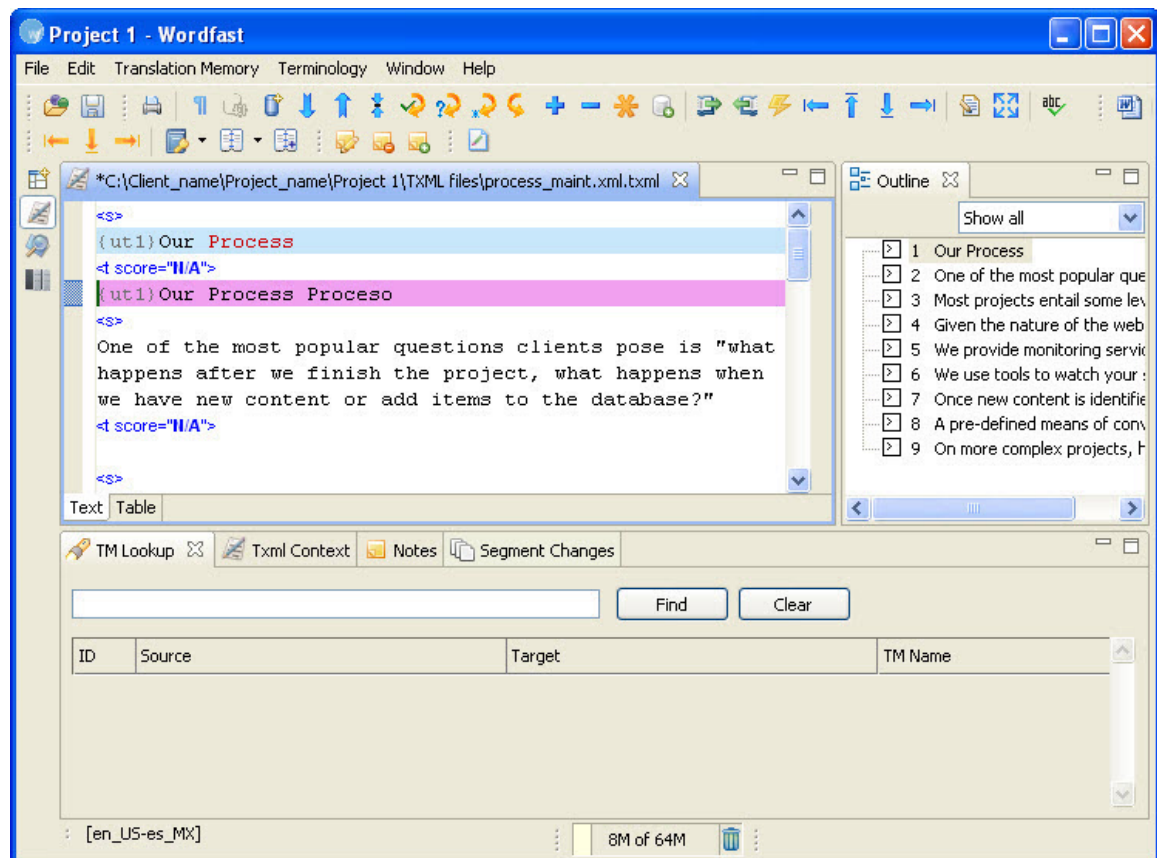 Project 1 - Wordfast
File Edit Translation Memory Terminology Window Help
abc
*C:\Client_name\Project_name\Project 1\TXML files\process_maint.xml.txml
<s>
{ut1}Our Process
<t score="N/A">
{ut1}Our Process Proceso
<s>
One of the most popular questions clients pose is "what
happens after we finish the project, what happens when
we have new content or add items to the database?"
<t score="N/A">
<s>
Text Table
Outline
Show all
1 Our Process
2 One of the most popular que
3 Most projects entail some lev
4 Given the nature of the web
5 We provide monitoring servic
6 We use tools to watch your
7 Once new content is identifie
8 A pre-defined means of conv
9 On more complex projects, h
TM Lookup Txml Context Notes Segment Changes
Find Clear
ID Source Target TM Name
[en_US-es_MX] 8M of 64M